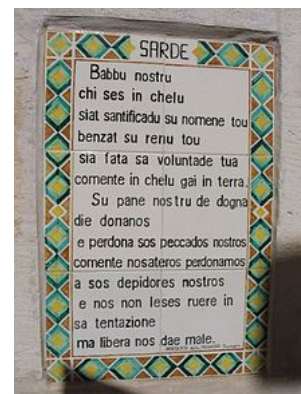 SARDE
Babbu nostru
chi ses in chelu
siat santificadu su nomene tou
benzat su renu tou
sia fata sa voluntade tua
comente in chelu gai in terra.
Su pane nostru de dogna
die donanos
e perdona sos peccados nostros
comente nosateros perdonamos
a sos depidores nostros
e nos non leses ruere in
sa tentazione
ma libera nos dae male.